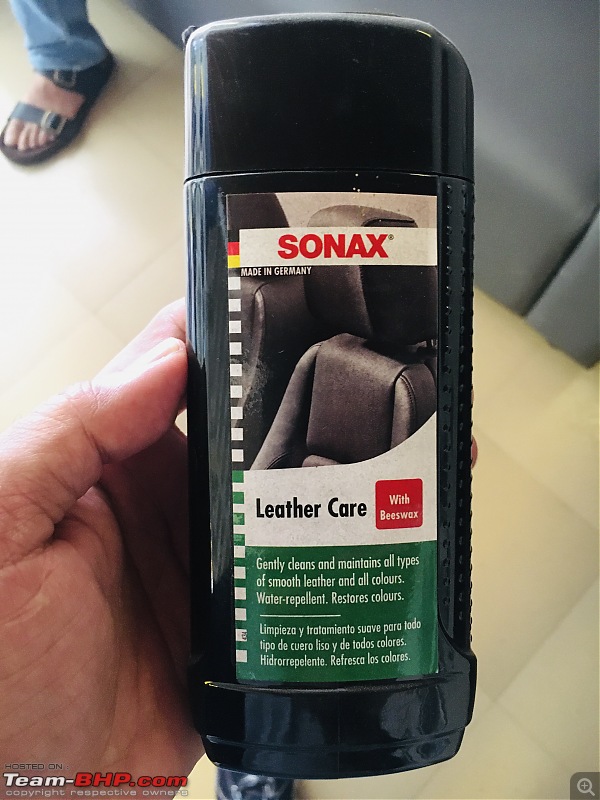 SONAX®
MADE IN GERMANY
Leather Care
With
Beeswax
Gently cleans and maintains all types
of smooth leather and all colours.
Water-repellent. Restores colours.
Limpieza y tratamiento suave para todo
tipo de cuero liso y de todos colores.
Hidrorrepelente. Refresca los colores.
HOSTED ON
Team-BHP.com
copyright respective owners